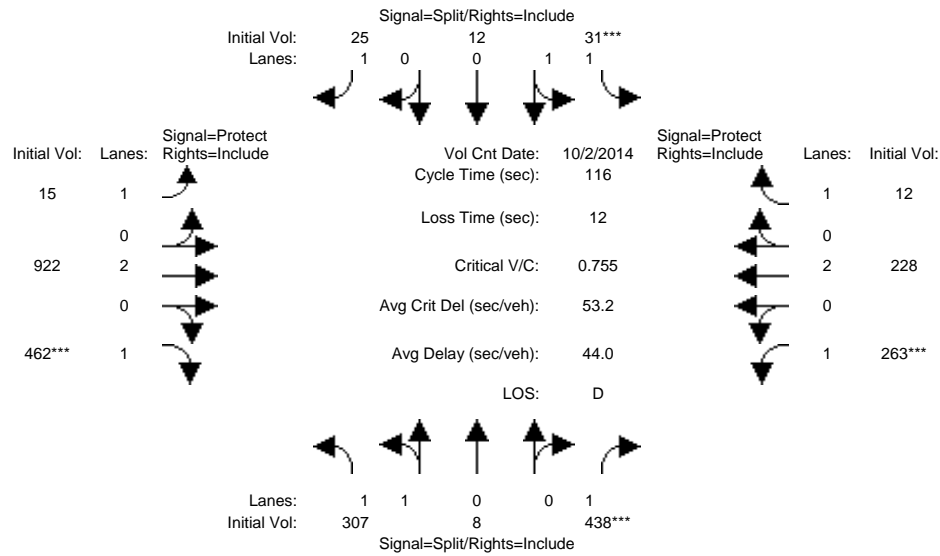 Signal=Split/Rights=Include
Initial Vol: 25 12 31***
Lanes: 1 0 0 1 1
Signal=Protect
Initial Vol: Lanes: Rights=Include
Vol Cnt Date: 10/2/2014
Signal=Protect
Rights=Include Lanes: Initial Vol:
Cycle Time (sec): 116
15 1
1 12
Loss Time (sec): 12
0
0
922 2
Critical V/C: 0.755
2 228
0
Avg Crit Del (sec/veh): 53.2
0
462*** 1
Avg Delay (sec/veh): 44.0
1 263***
LOS: D
Lanes: 1 1 0 0 1
Initial Vol: 307 8 438***
Signal=Split/Rights=Include